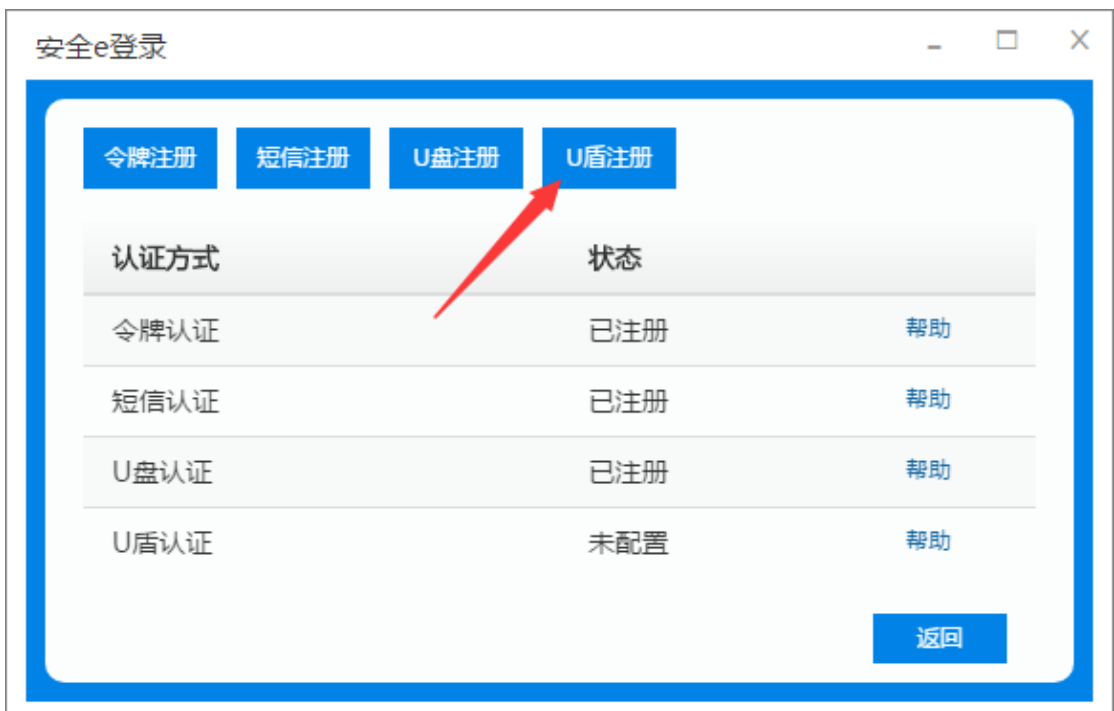 安全e登录
令牌注册 短信注册 U盘注册 U盾注册
认证方式 状态
令牌认证 已注册 帮助
短信认证 已注册 帮助
U盘认证 已注册 帮助
U盾认证 未配置 帮助
返回